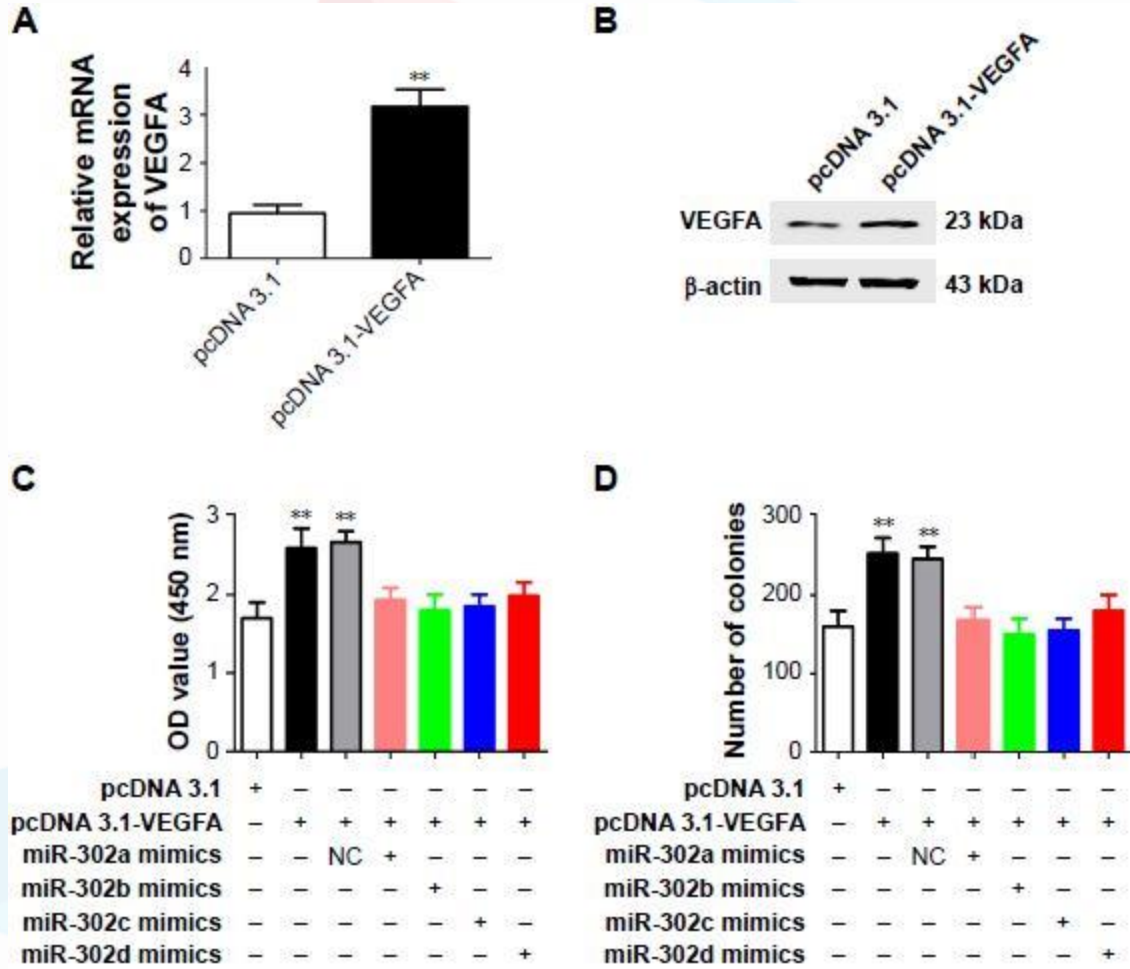 A
Relative mRNA
expression
of VEGFA
4
3
2
1
0
**
pcDNA 3.1
pcDNA 3.1-VEGFA
B
pcDNA 3.1
pcDNA 3.1-VEGFA
VEGFA 23 kDa
β-actin 43 kDa
C
OD value (450 nm)
3
2
1
0
** **
pcDNA 3.1 + – – – – – –
pcDNA 3.1-VEGFA – + + + + + +
miR-302a mimics – – NC + – – –
miR-302b mimics – – – – + – –
miR-302c mimics – – – – – + –
miR-302d mimics – – – – – – +
D
Number of colonies
300
200
100
0
** **
pcDNA 3.1 + – – – – – –
pcDNA 3.1-VEGFA – + + + + + +
miR-302a mimics – – NC + – – –
miR-302b mimics – – – – + – –
miR-302c mimics – – – – – + –
miR-302d mimics – – – – – – +